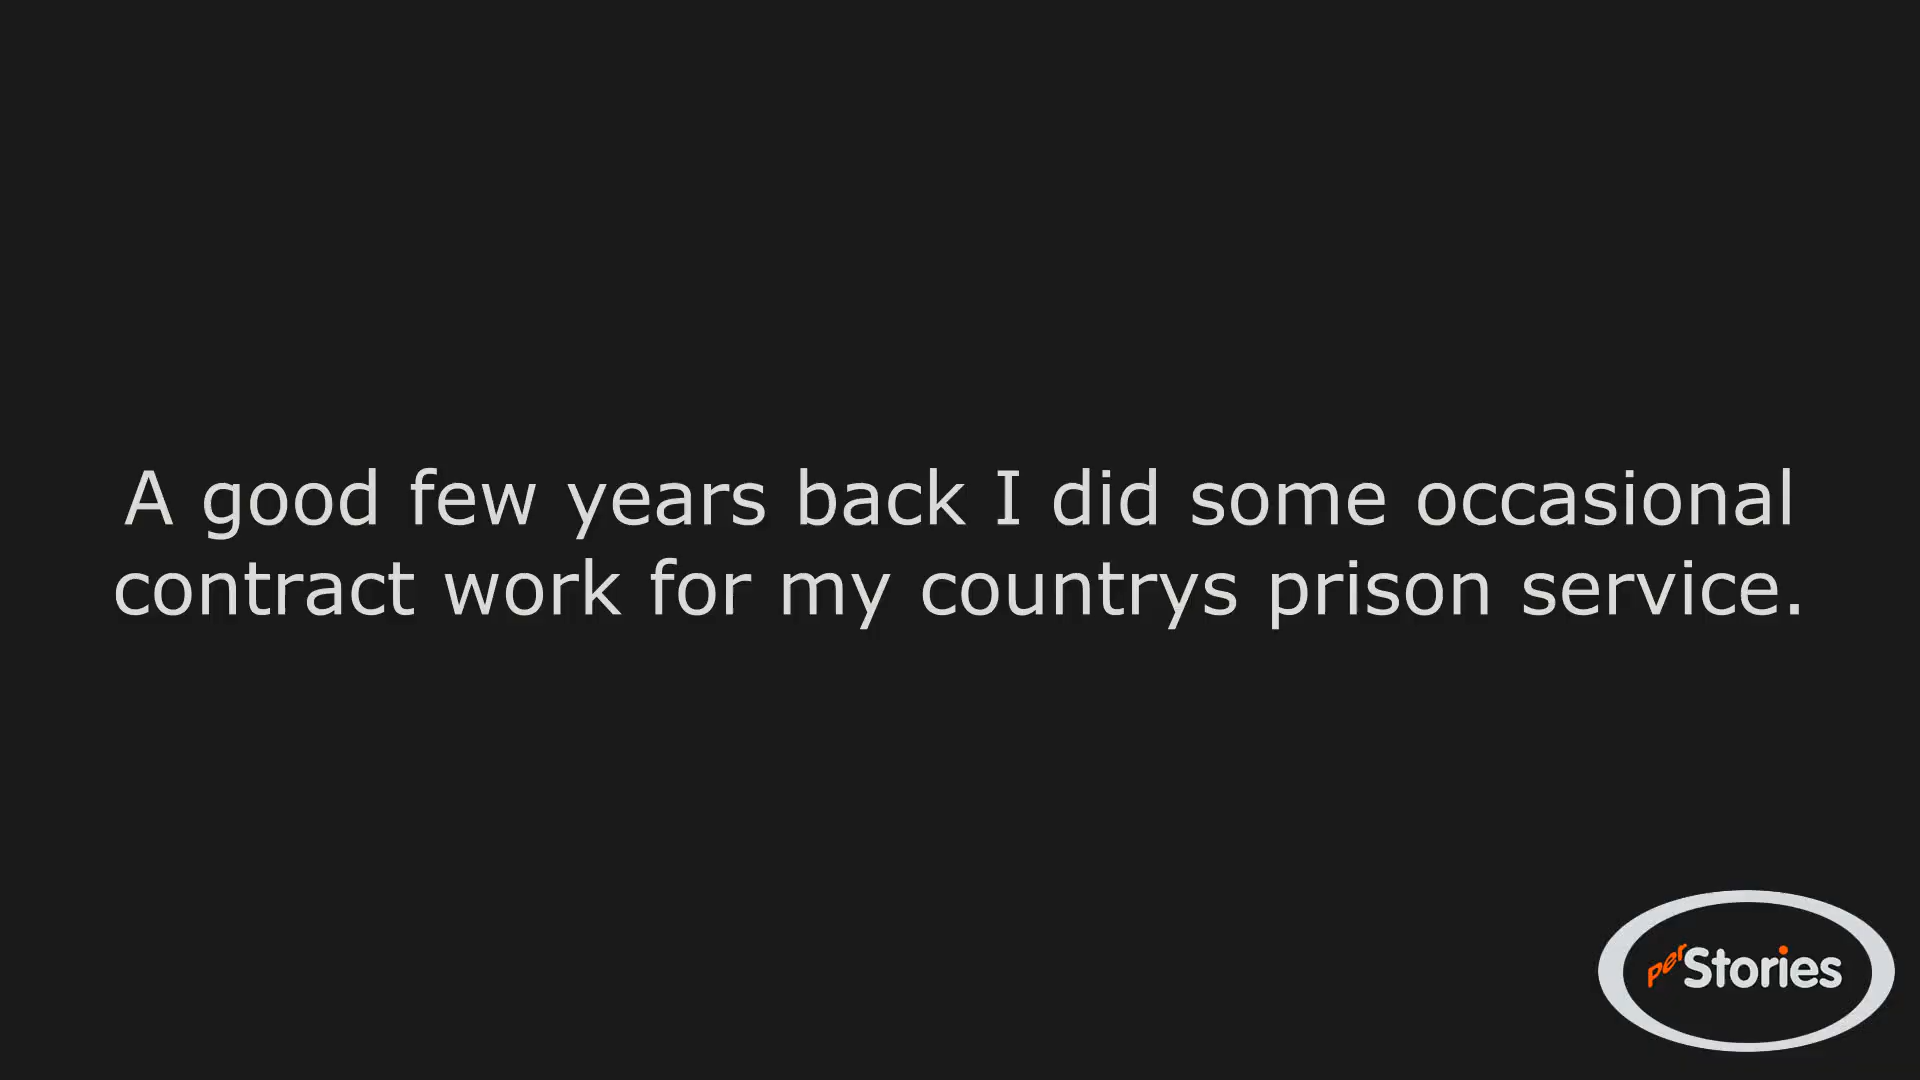 A good few years back I did some occasional
contract work for my countrys prison service.
perStories